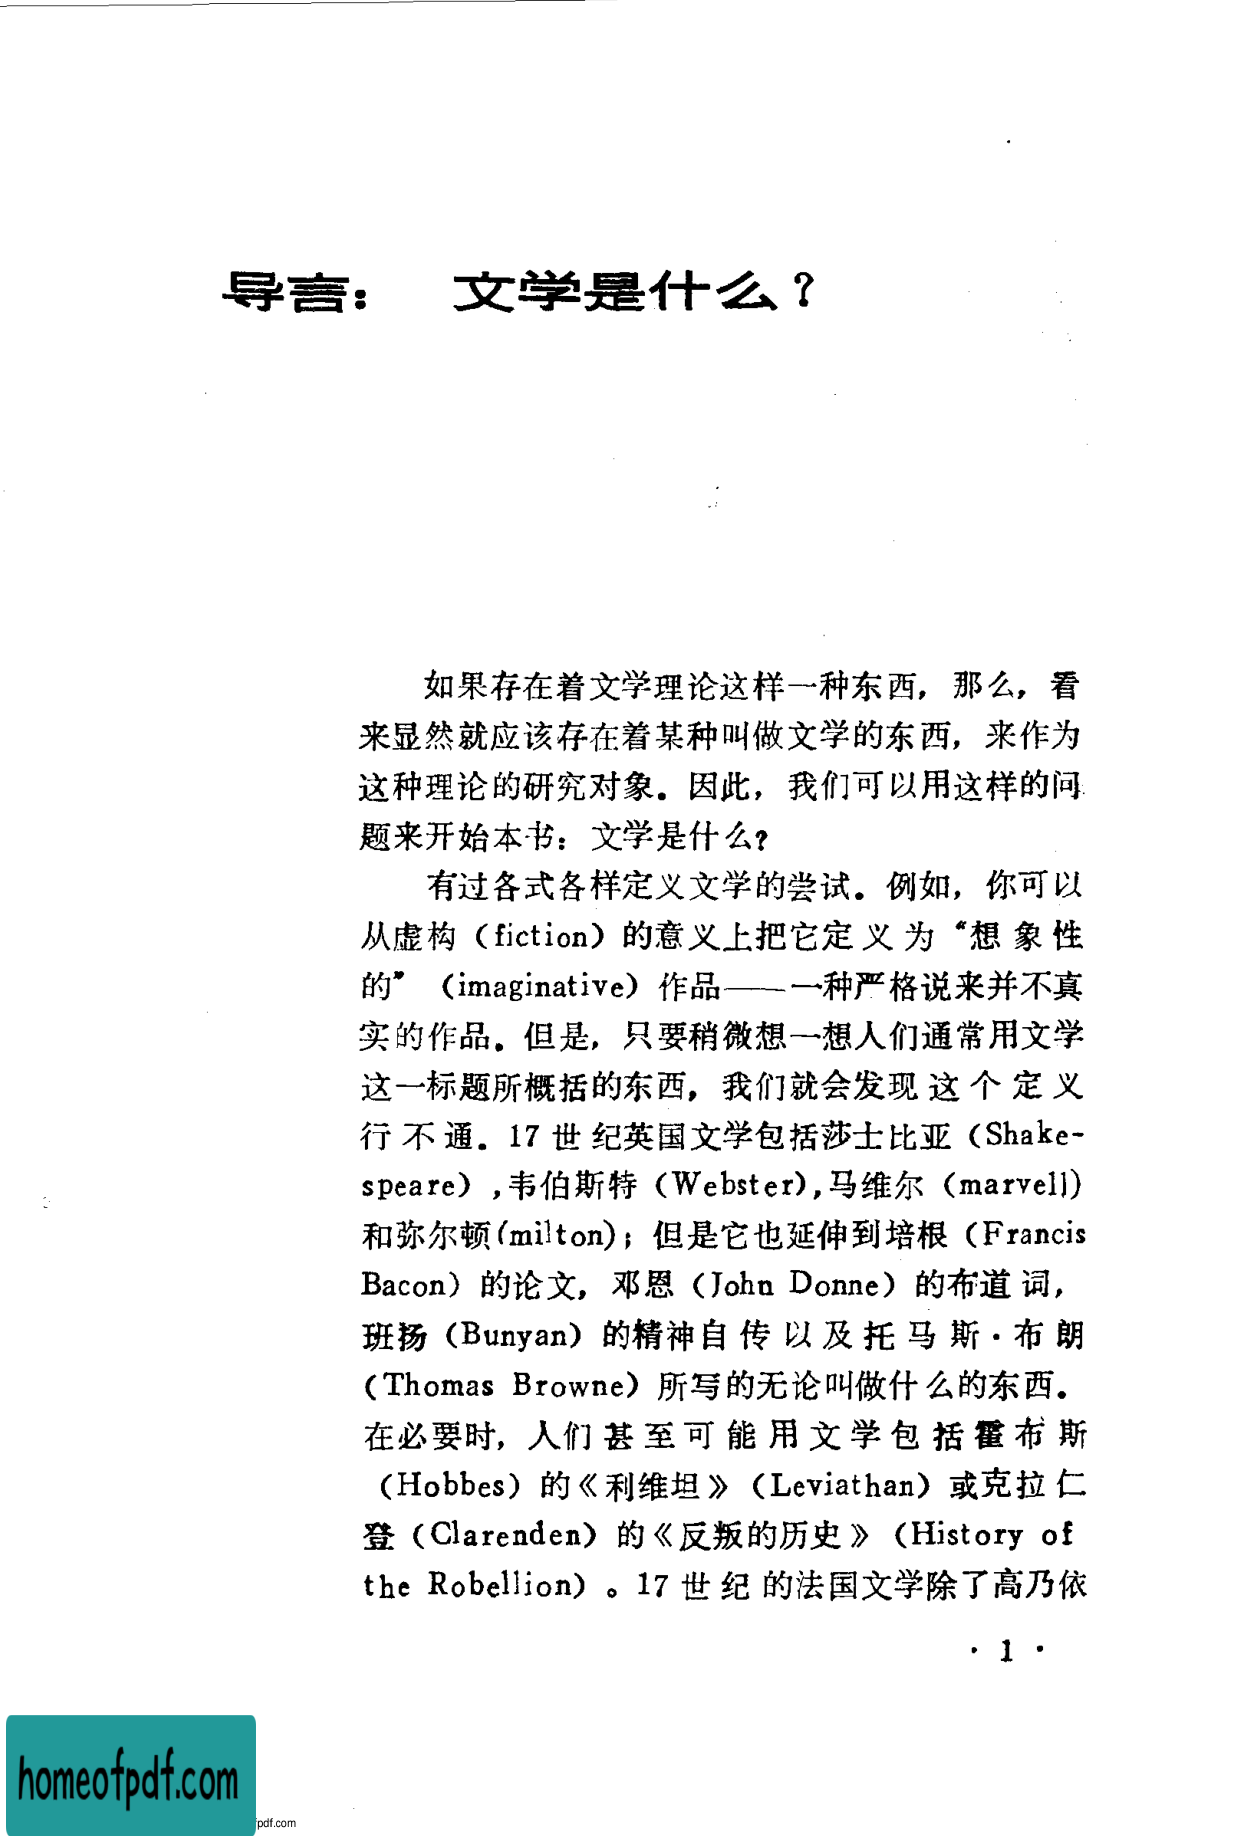 导言： 文学是什么？
如果存在着文学理论这样一种东西，那么，看
来显然就应该存在着某种叫做文学的东西，来作为
这种理论的研究对象。因此，我们可以用这样的问
题来开始本书：文学是什么？
有过各式各样定义文学的尝试。例如，你可以
从虚构（fiction）的意义上把它定义为“想象性
的”（imaginative）作品——一种严格说来并不真
实的作品。但是，只要稍微想一想人们通常用文学
这一标题所概括的东西，我们就会发现这个定义
行不通。17世纪英国文学包括莎士比亚（Shake-
speare），韦伯斯特（Webster），马维尔（marvell）
和弥尔顿(milton)；但是它也延伸到培根（Francis
Bacon）的论文，邓恩（John Donne）的布道词，
班扬（Bunyan）的精神自传以及托马斯·布朗
（Thomas Browne）所写的无论叫做什么的东西。
在必要时，人们甚至可能用文学包括霍布斯
（Hobbes）的《利维坦》（Leviathan）或克拉仁
登（Clarenden）的《反叛的历史》（History of
the Robellion）。17世纪的法国文学除了高乃依
·1·
homeofpdf.com
pdf.com